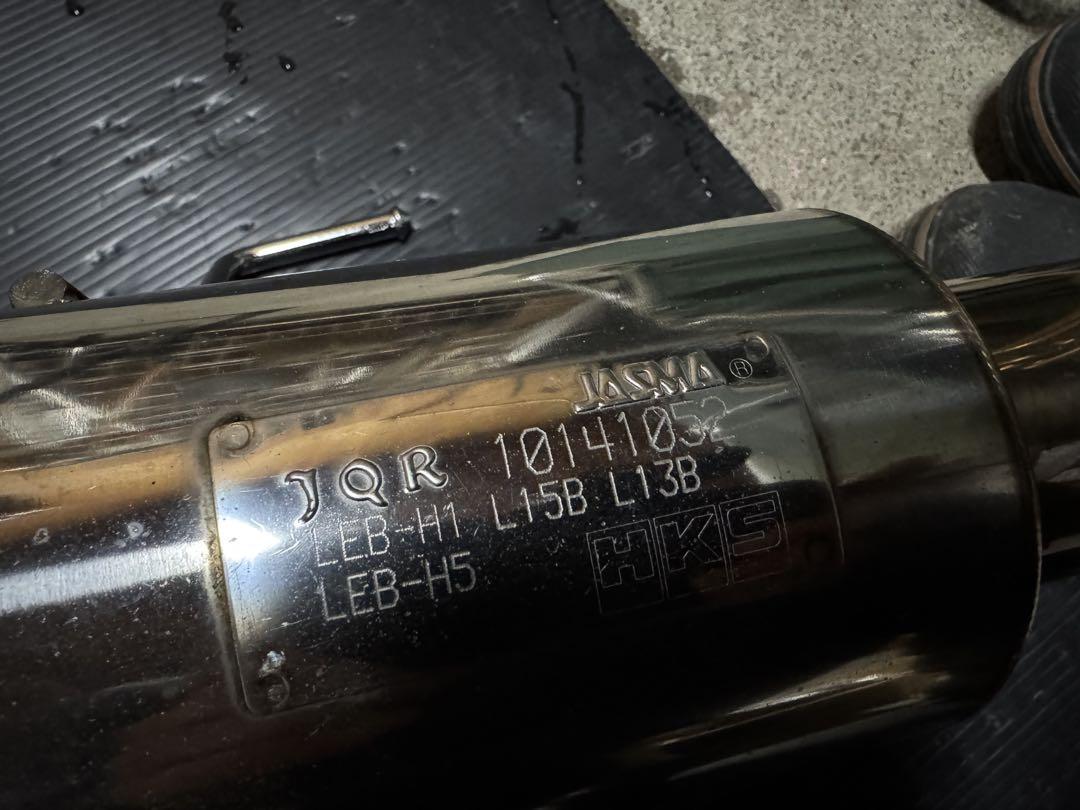 JASMA ®
JQR 10141052
LEB-H1 L15B L13B
LEB-H5
HKS